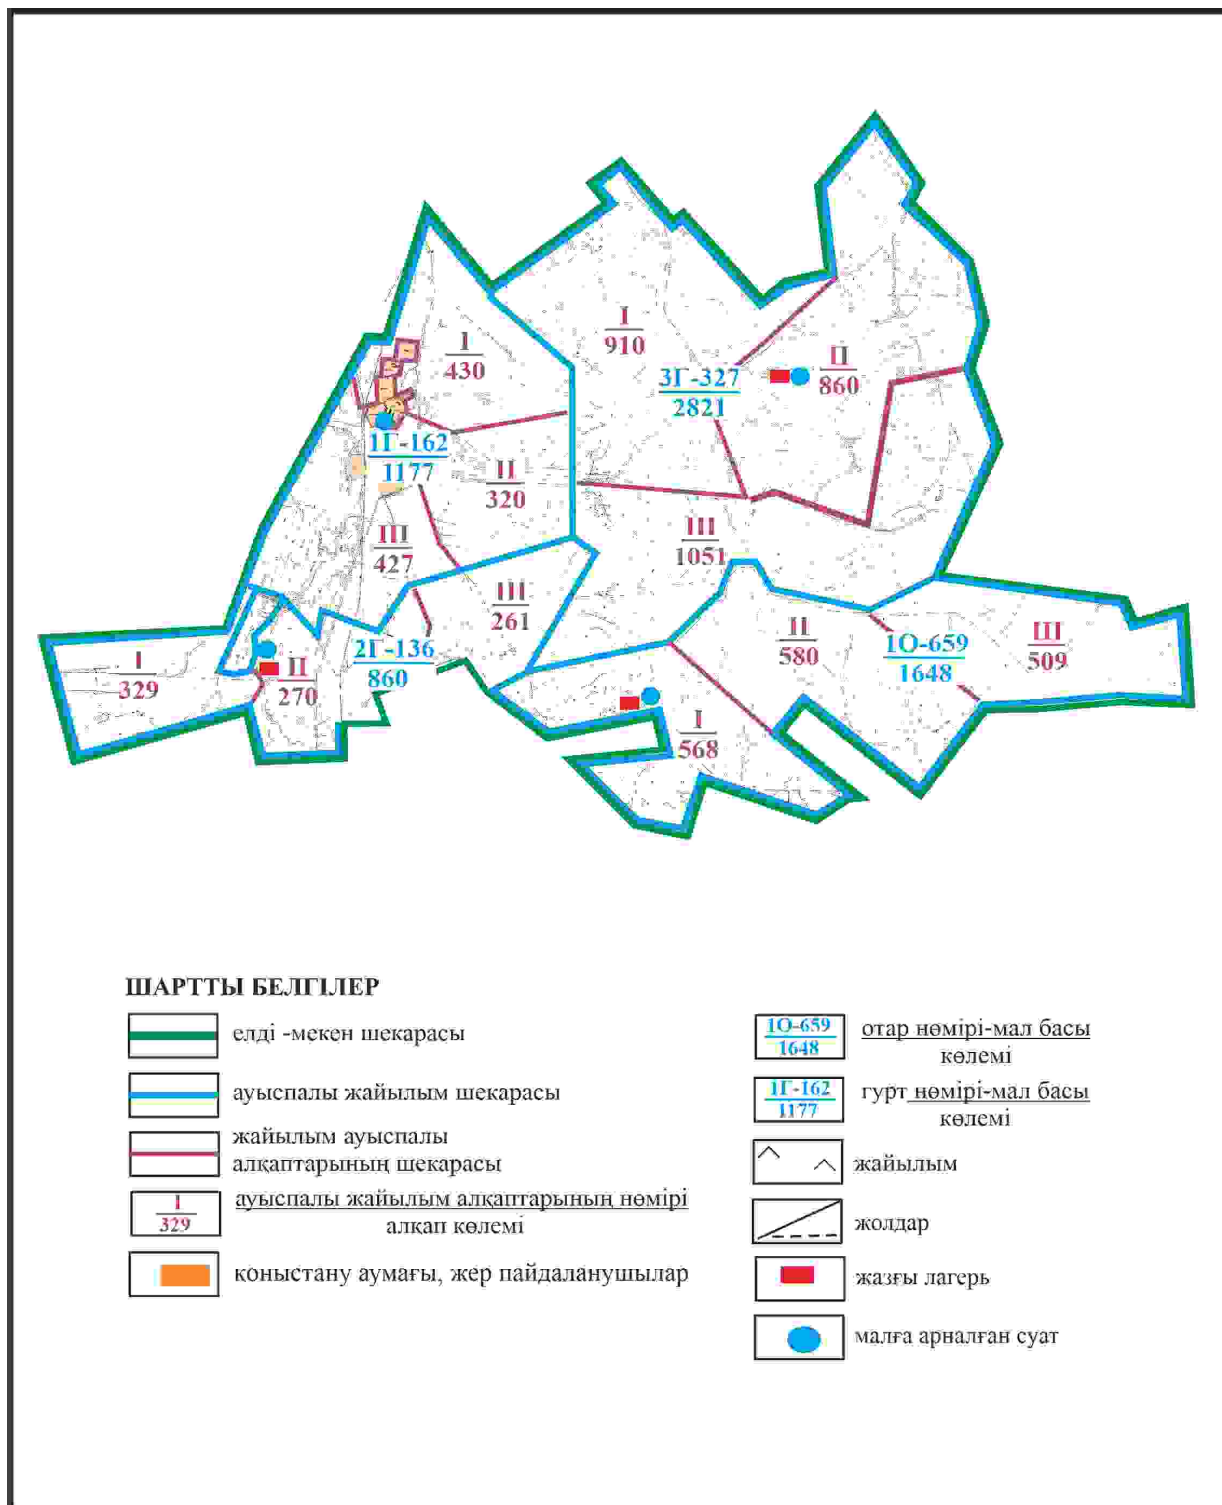 I
910
I
430
II
860
3Г-327
2821
1Г-162
1177
II
320
III
427
III
1051
III
261
II
580
1О-659
1648
III
509
2Г-136
860
I
329
II
270
I
568
ШАРТТЫ БЕЛГІЛЕР
елді -мекен шекарасы
ауыспалы жайылым шекарасы
жайылым ауыспалы
алқаптарының шекарасы
I
329
ауыспалы жайылым алқаптарының нөмірі
алқап көлемі
қоныстану аумағы, жер пайдаланушылар
1О-659
1648
отар нөмірі-мал басы
көлемі
1Г-162
1177
гурт нөмірі-мал басы
көлемі
жайылым
жолдар
жазғы лагерь
малға арналған суат